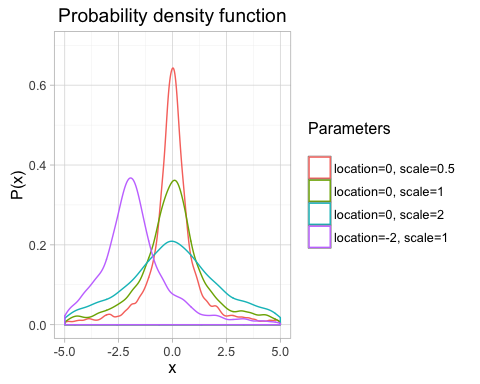 Probability density function
P(x)
0.6
0.4
0.2
0.0
-5.0 -2.5 0.0 2.5 5.0
x
Parameters
location=0, scale=0.5
location=0, scale=1
location=0, scale=2
location=-2, scale=1